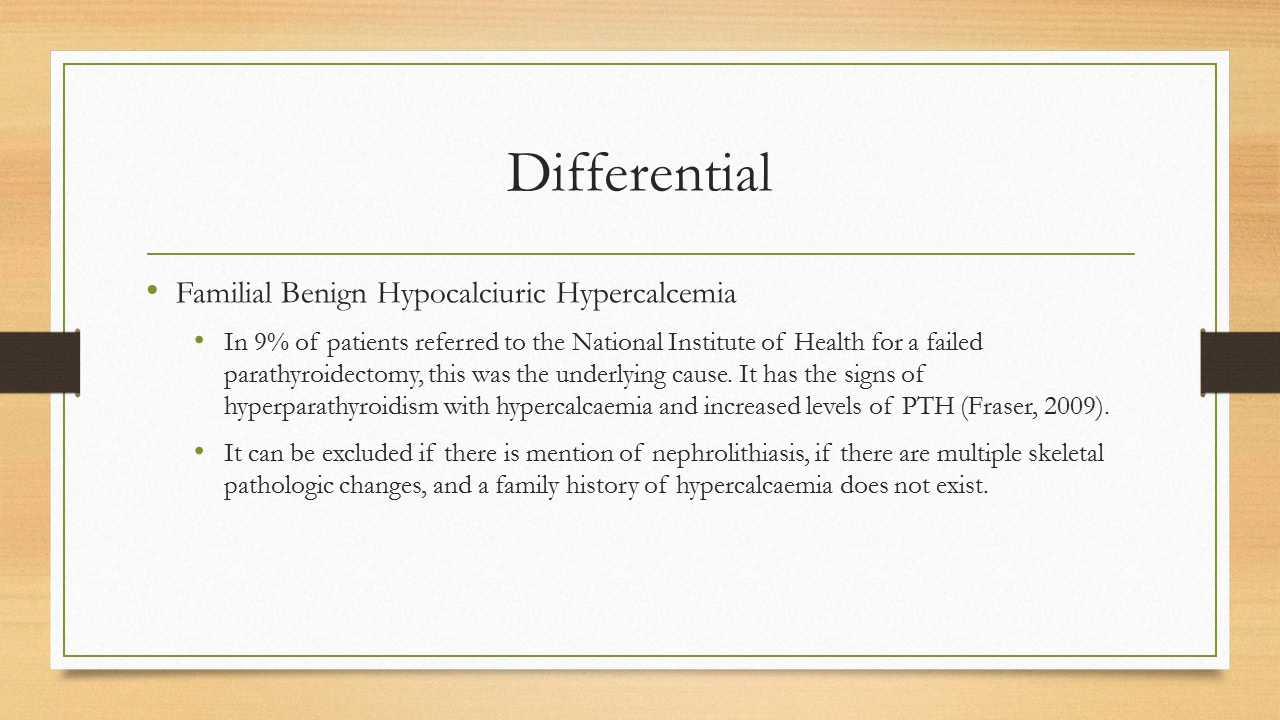 Differential
• Familial Benign Hypocalciuric Hypercalcemia
• In 9% of patients referred to the National Institute of Health for a failed
parathyroidectomy, this was the underlying cause. It has the signs of
hyperparathyroidism with hypercalcaemia and increased levels of PTH (Fraser, 2009).
• It can be excluded if there is mention of nephrolithiasis, if there are multiple skeletal
pathologic changes, and a family history of hypercalcaemia does not exist.